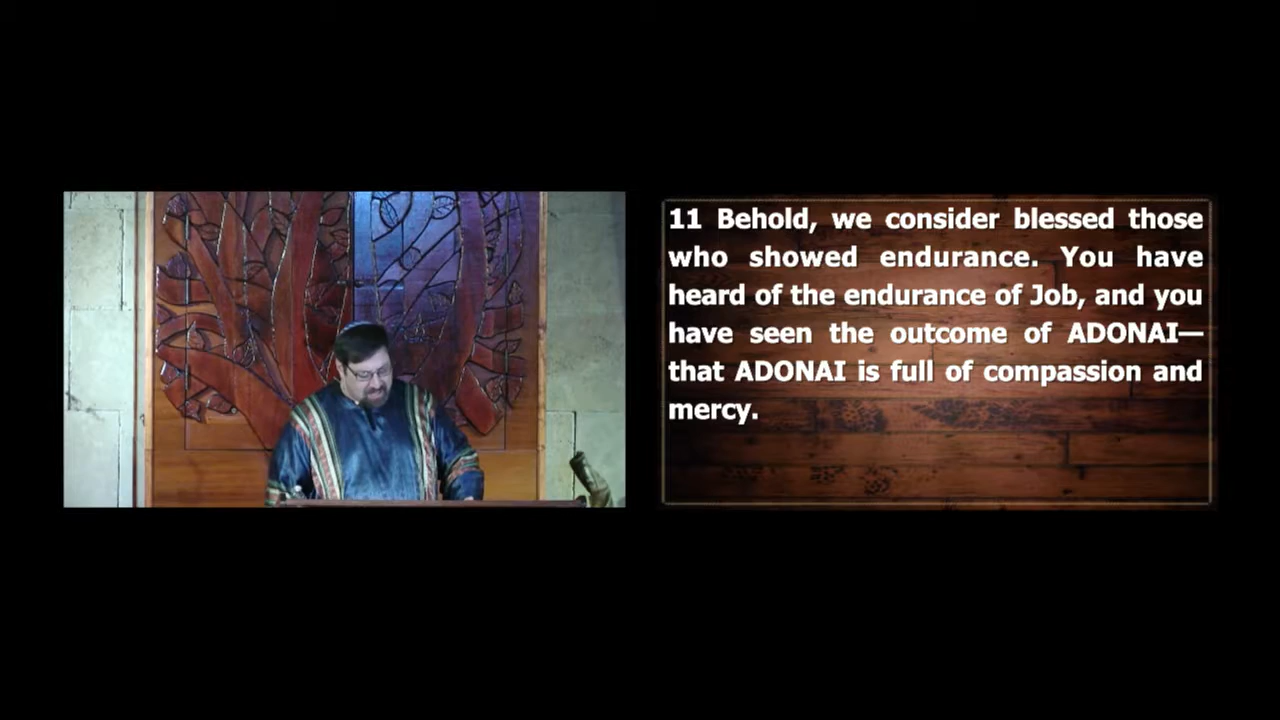 11 Behold, we consider blessed those
who showed endurance. You have
heard of the endurance of Job, and you
have seen the outcome of ADONAI—
that ADONAI is full of compassion and
mercy.